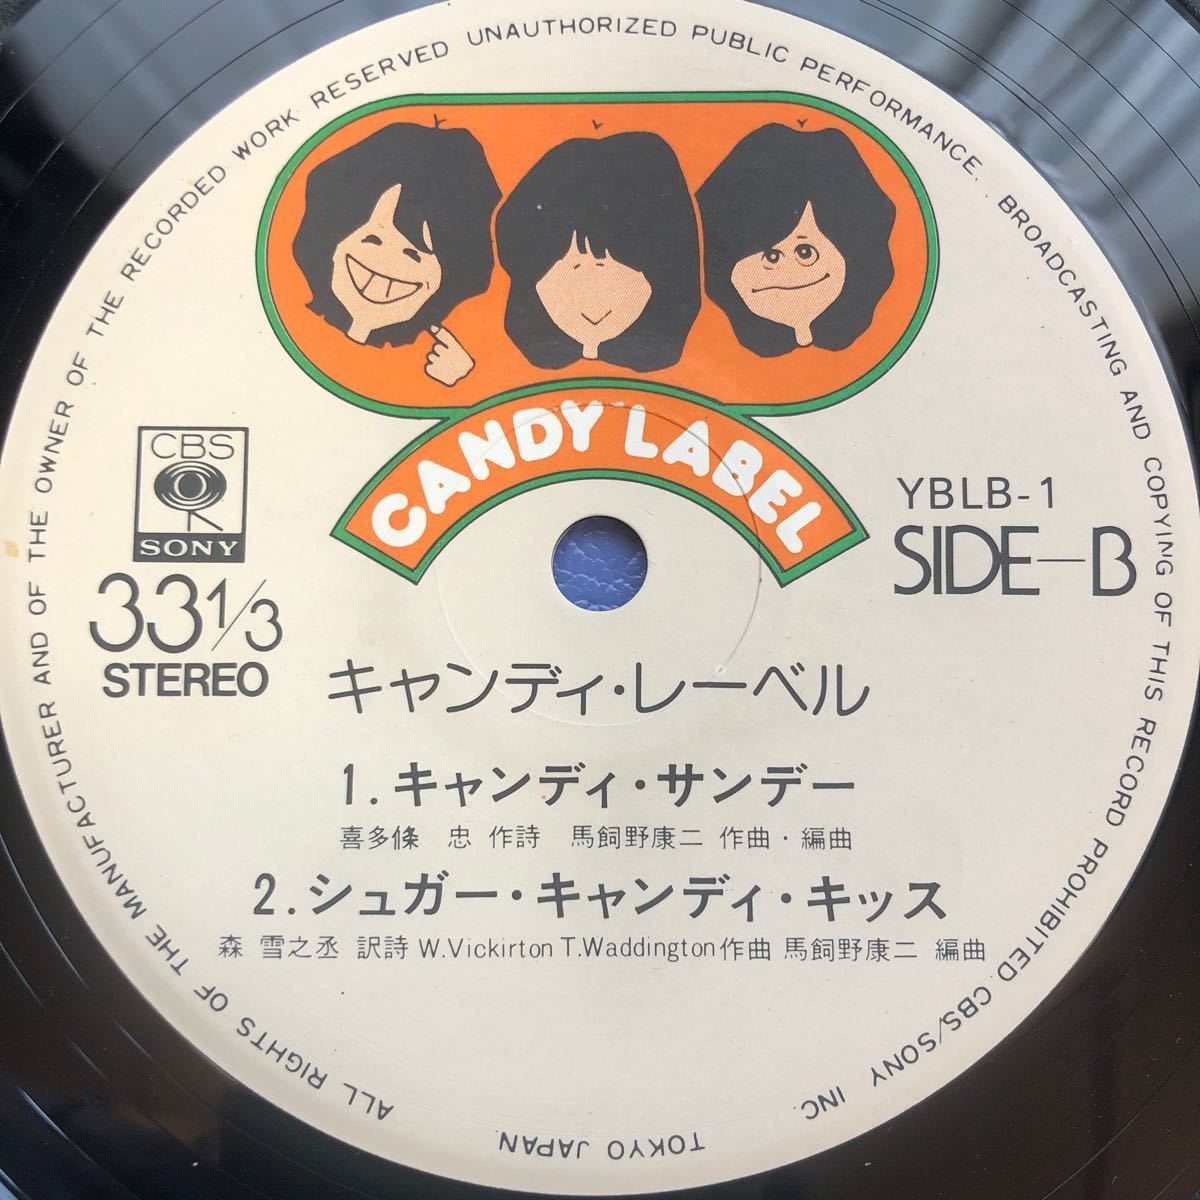 ALL RIGHTS OF THE MANUFACTURER AND OF THE OWNER OF THE RECORDED WORK RESERVED UNAUTHORIZED PUBLIC PERFORMANCE. BROADCASTING AND COPYING OF THIS RECORD PROHIBITED CBS/SONY INC.
TOKYO JAPAN
CANDY LABEL
CBS
SONY
33 1/3
STEREO
YBLB-1
SIDE-B
キャンディ・レーベル
1. キャンディ・サンデー
喜多條 忠 作詩 馬飼野康二 作曲・編曲
2. シュガー・キャンディ・キッス
森 雪之丞 訳詩 W.Vickirton T.Waddington 作曲 馬飼野康二 編曲